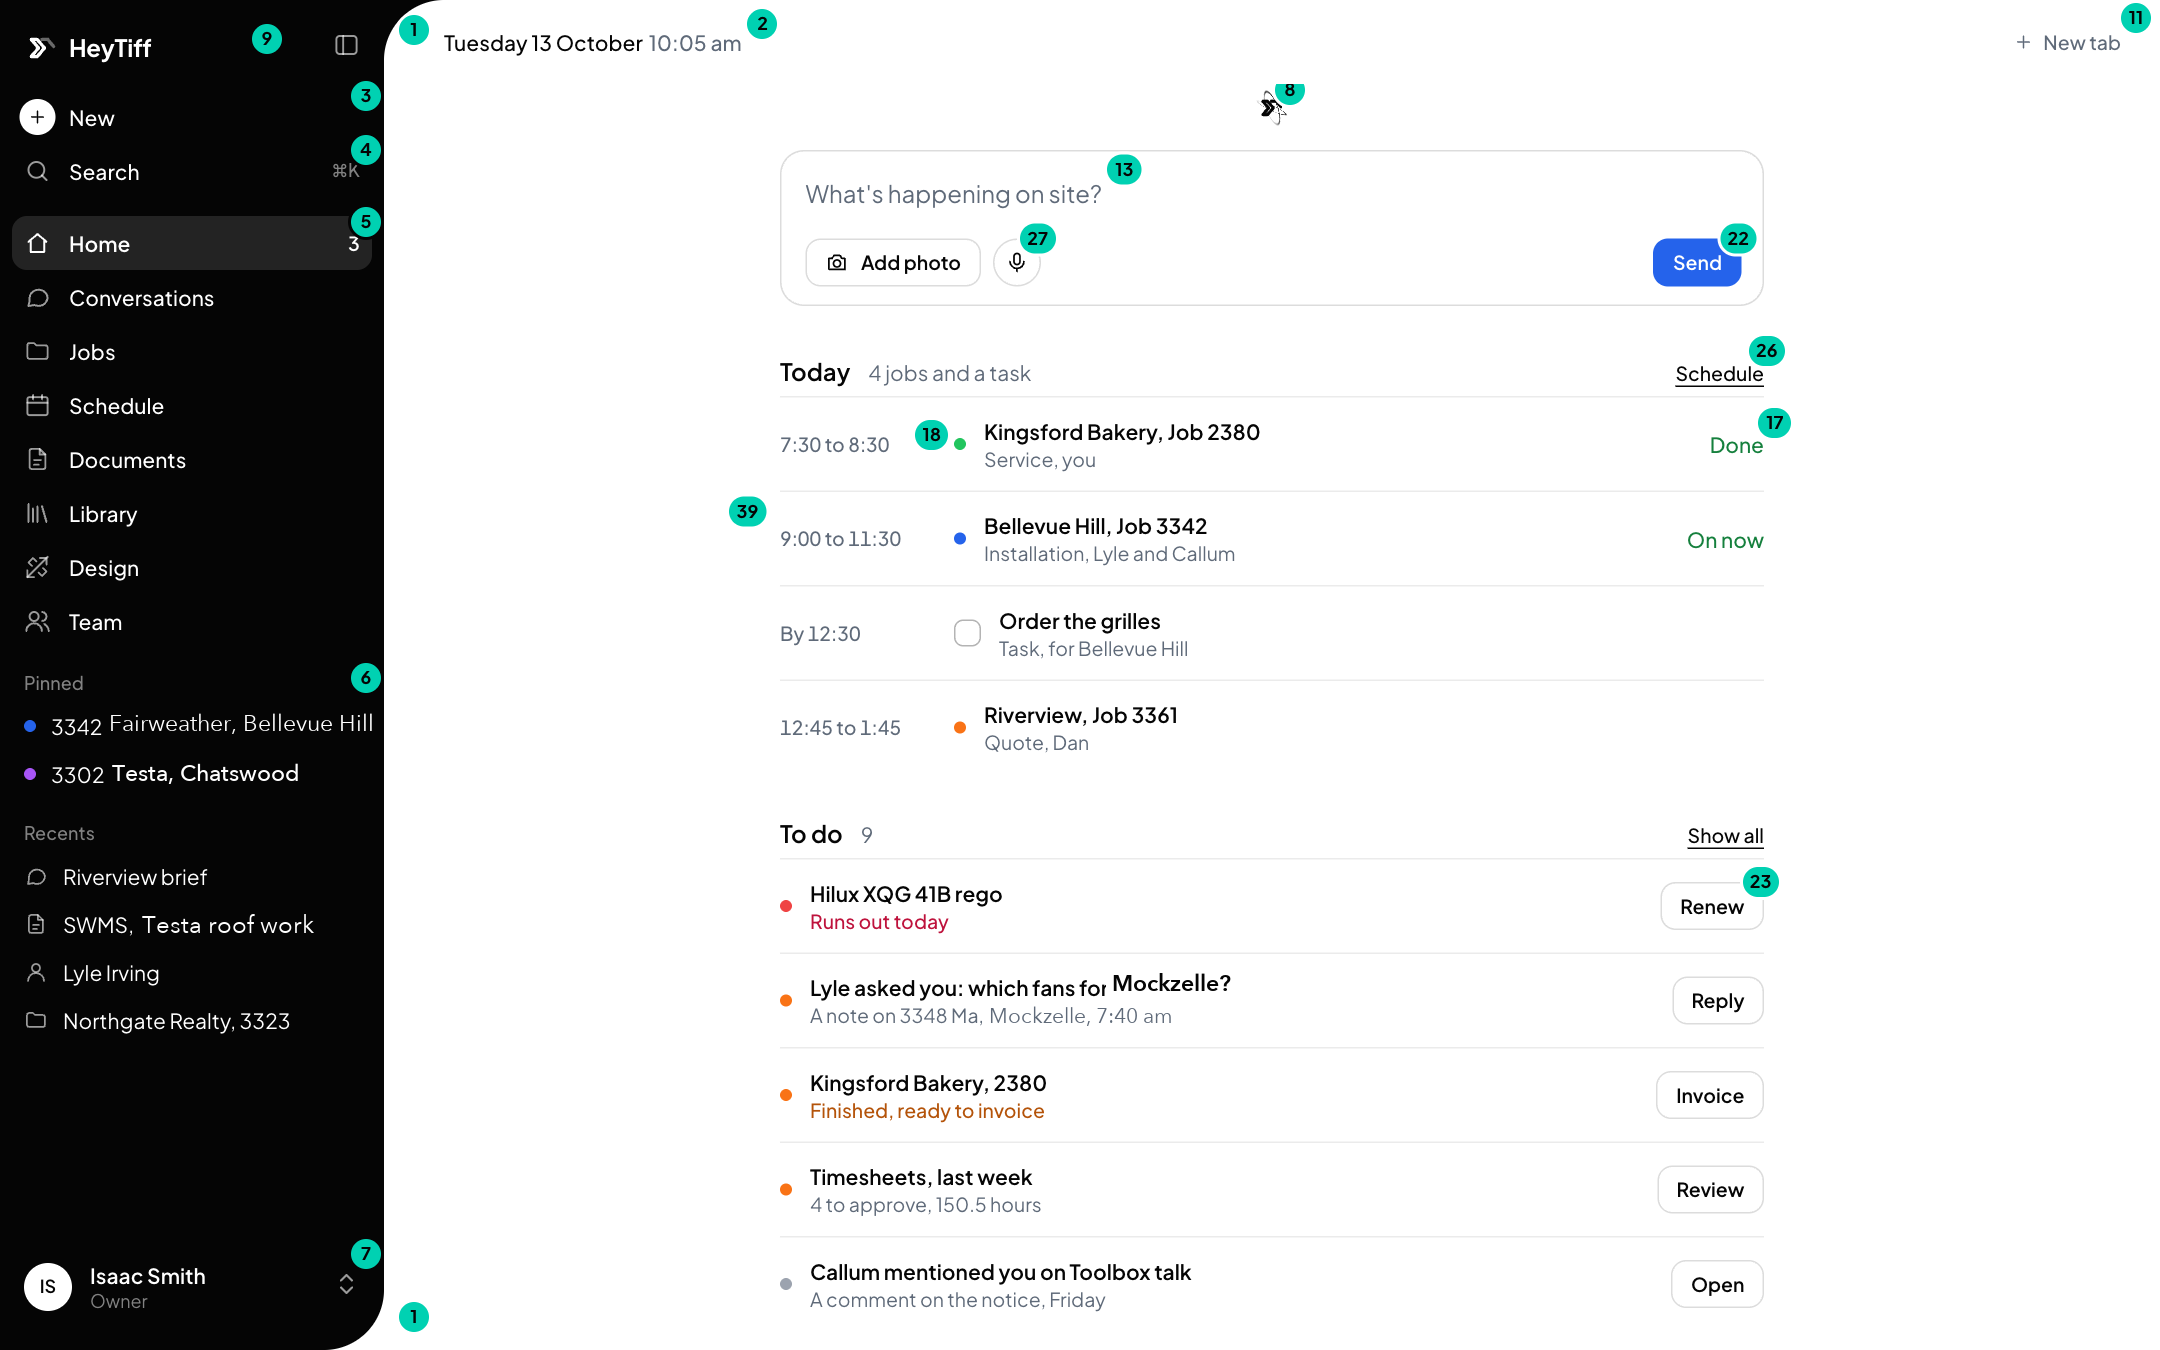 HeyTiff
9
1
Tuesday 13 October 10:05 am
2
+ New tab
11
New
3
Search
⌘K
4
Home
3
5
Conversations
Jobs
Schedule
Documents
Library
Design
Team
Pinned
6
3342 Fairweather, Bellevue Hill
3302 Testa, Chatswood
Recents
Riverview brief
SWMS, Testa roof work
Lyle Irving
Northgate Realty, 3323
IS
Isaac Smith
Owner
7
1
8
What's happening on site?
13
Add photo
27
Send
22
Today 4 jobs and a task
Schedule
26
7:30 to 8:30
18
Kingsford Bakery, Job 2380
Service, you
Done
17
39
9:00 to 11:30
Bellevue Hill, Job 3342
Installation, Lyle and Callum
On now
By 12:30
Order the grilles
Task, for Bellevue Hill
12:45 to 1:45
Riverview, Job 3361
Quote, Dan
To do 9
Show all
Hilux XQG 41B rego
Runs out today
Renew
23
Lyle asked you: which fans for Mockzelle?
A note on 3348 Ma, Mockzelle, 7:40 am
Reply
Kingsford Bakery, 2380
Finished, ready to invoice
Invoice
Timesheets, last week
4 to approve, 150.5 hours
Review
Callum mentioned you on Toolbox talk
A comment on the notice, Friday
Open